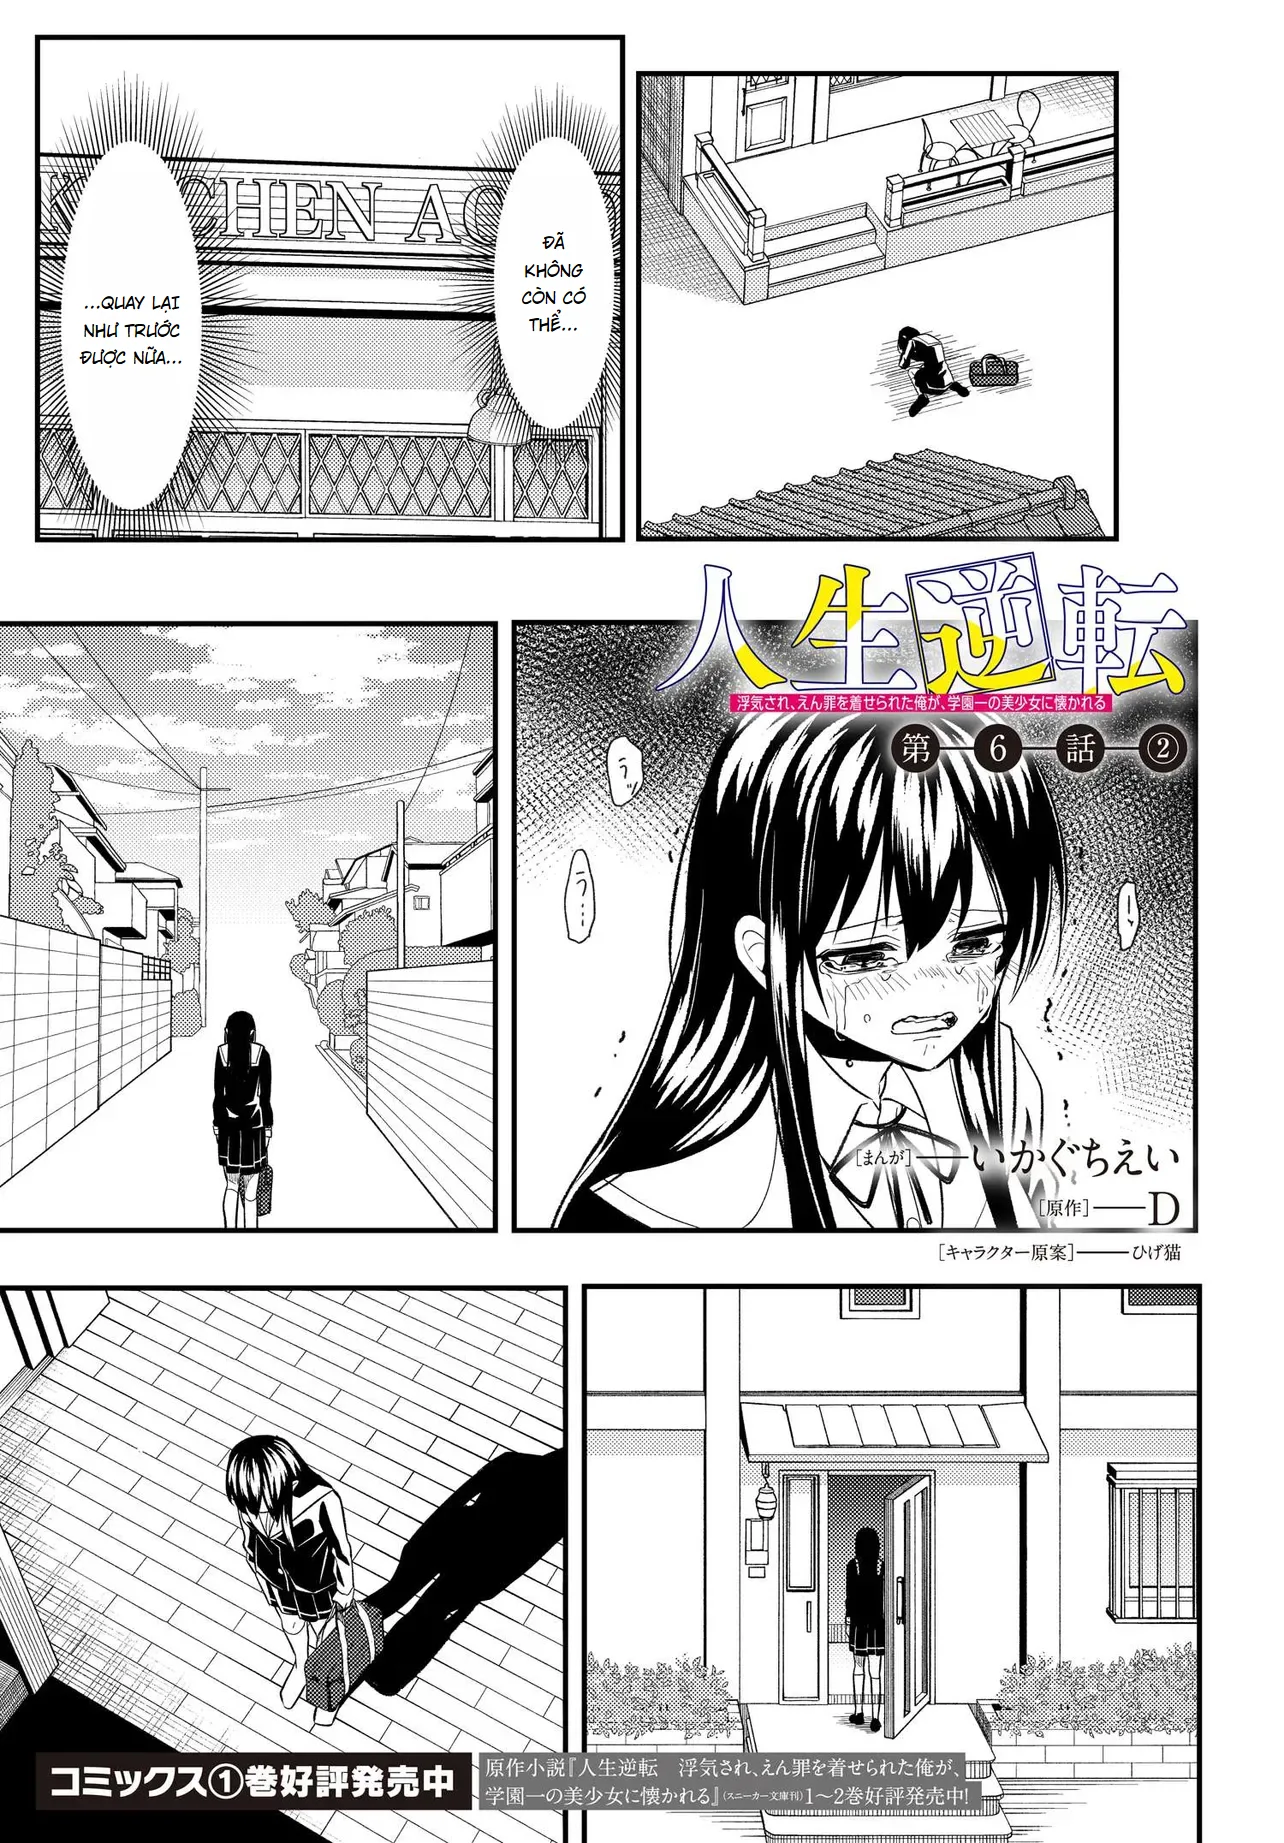 ĐÃ
KHÔNG
CÒN CÓ
THỂ...
KITCHEN AO
...QUAY LẠI
NHƯ TRƯỚC
ĐƯỢC NỮA...
人生逆転
浮気され、えん罪を着せられた俺が、学園一の美少女に懐かれる
第6話②
うッ
う…
ーッ
[まんが]――いかぐちえい
[原作]――D
[キャラクター原案]――ひげ猫
コミックス①巻好評発売中
原作小説『人生逆転 浮気され、えん罪を着せられた俺が、
学園一の美少女に懐かれる』(スニーカー文庫刊)1～2巻好評発売中!